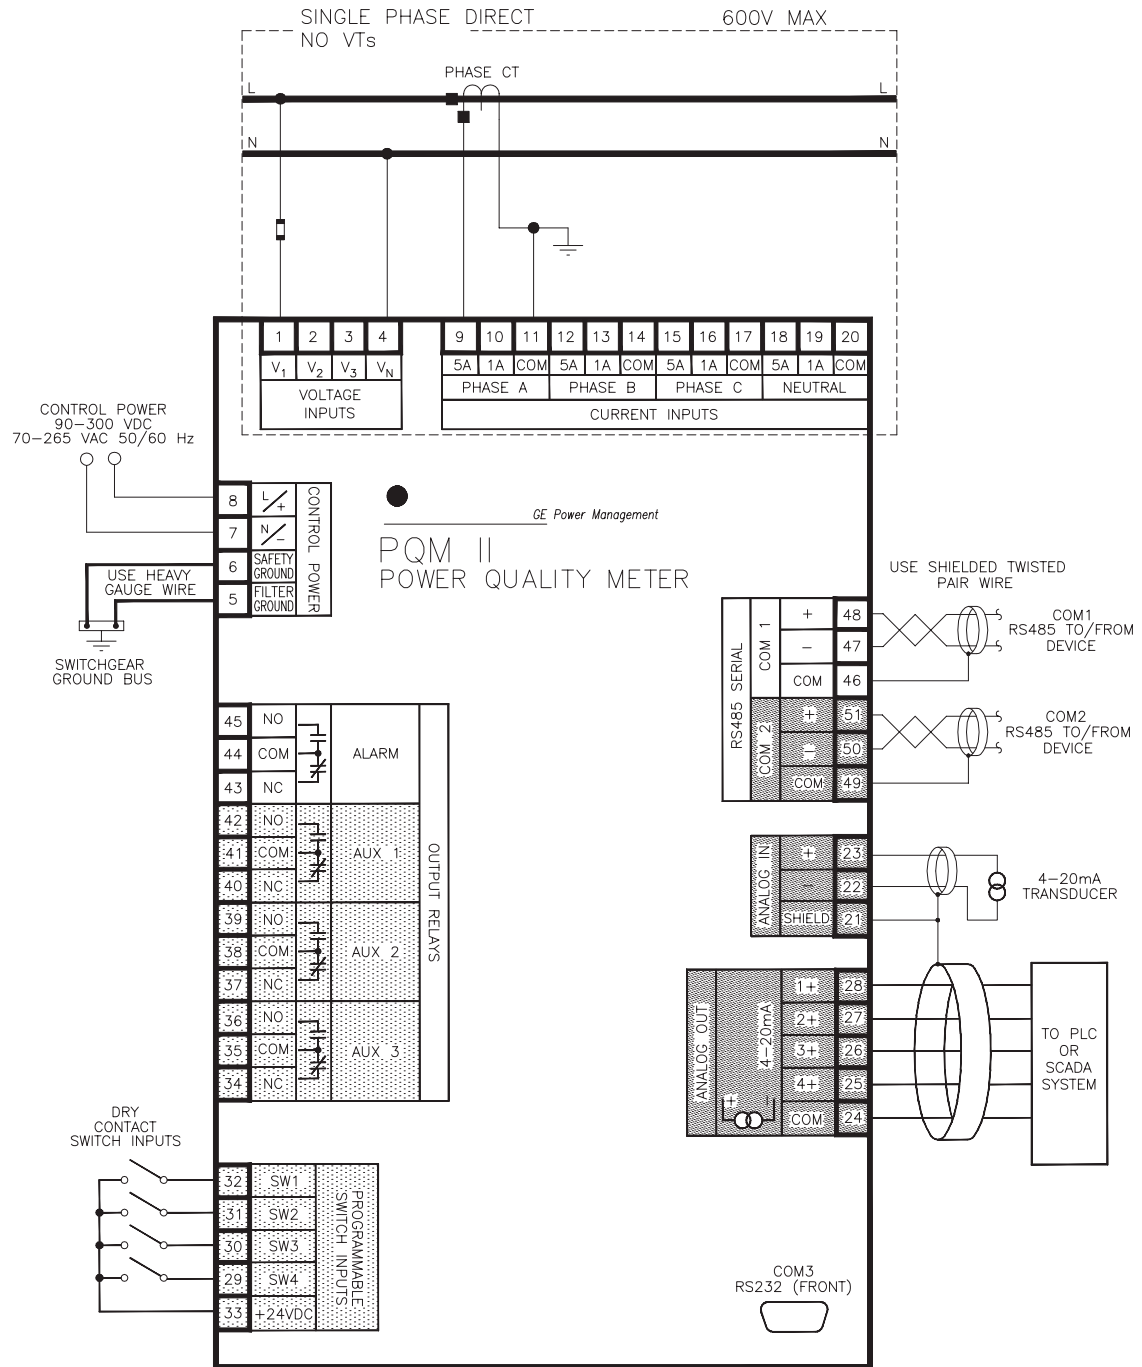 SINGLE PHASE DIRECT
NO VTs
600V MAX
PHASE CT
L
L
N
N
1 2 3 4
V1 V2 V3 VN
VOLTAGE
INPUTS
9 10 11 12 13 14 15 16 17 18 19 20
5A 1A COM 5A 1A COM 5A 1A COM 5A 1A COM
PHASE A PHASE B PHASE C NEUTRAL
CURRENT INPUTS
CONTROL POWER
90-300 VDC
70-265 VAC 50/60 Hz
8 L/+
7 N/-
6 SAFETY
GROUND
5 FILTER
GROUND
CONTROL POWER
USE HEAVY
GAUGE WIRE
SWITCHGEAR
GROUND BUS
GE Power Management
PQM II
POWER QUALITY METER
USE SHIELDED TWISTED
PAIR WIRE
RS485 SERIAL
COM 1
+ 48
- 47
COM 46
COM1
RS485 TO/FROM
DEVICE
COM 2
+ 51
- 50
COM 49
COM2
RS485 TO/FROM
DEVICE
45 NO
44 COM
43 NC
ALARM
42 NO
41 COM
40 NC
AUX 1
39 NO
38 COM
37 NC
AUX 2
36 NO
35 COM
34 NC
AUX 3
OUTPUT RELAYS
ANALOG IN
+ 23
- 22
SHIELD 21
4-20mA
TRANSDUCER
ANALOG OUT
4-20mA
+ -
1+ 28
2+ 27
3+ 26
4+ 25
COM 24
TO PLC
OR
SCADA
SYSTEM
DRY
CONTACT
SWITCH INPUTS
32 SW1
31 SW2
30 SW3
29 SW4
33 +24VDC
PROGRAMMABLE
SWITCH INPUTS
COM3
RS232 (FRONT)